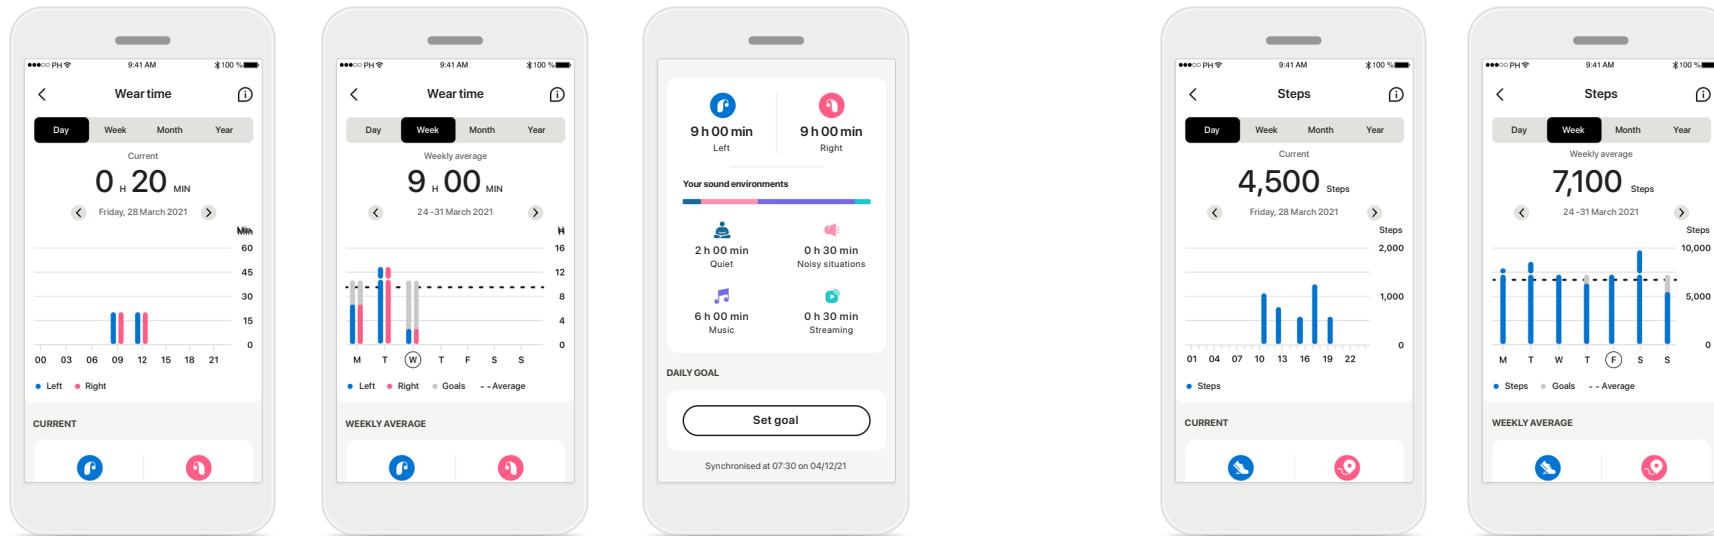 PH 9:41 AM 100 %
Wear time
Day Week Month Year
Current
0 H 20 MIN
Friday, 28 March 2021
Min
60
45
30
15
0
00 03 06 09 12 15 18 21
Left Right
CURRENT
PH 9:41 AM 100 %
Wear time
Day Week Month Year
Weekly average
9 H 00 MIN
24 -31 March 2021
H
16
12
8
4
0
M T W T F S S
Left Right Goals - - Average
WEEKLY AVERAGE
9 h 00 min 9 h 00 min
Left Right
Your sound environments
2 h 00 min 0 h 30 min
Quiet Noisy situations
6 h 00 min 0 h 30 min
Music Streaming
DAILY GOAL
Set goal
Synchronised at 07:30 on 04/12/21
PH 9:41 AM 100 %
Steps
Day Week Month Year
Current
4,500 Steps
Friday, 28 March 2021
Steps
2,000
1,000
0
01 04 07 10 13 16 19 22
Steps
CURRENT
PH 9:41 AM 100 %
Steps
Day Week Month Year
Weekly average
7,100 Steps
24 -31 March 2021
Steps
10,000
5,000
0
M T W T F S S
Steps Goals - - Average
WEEKLY AVERAGE